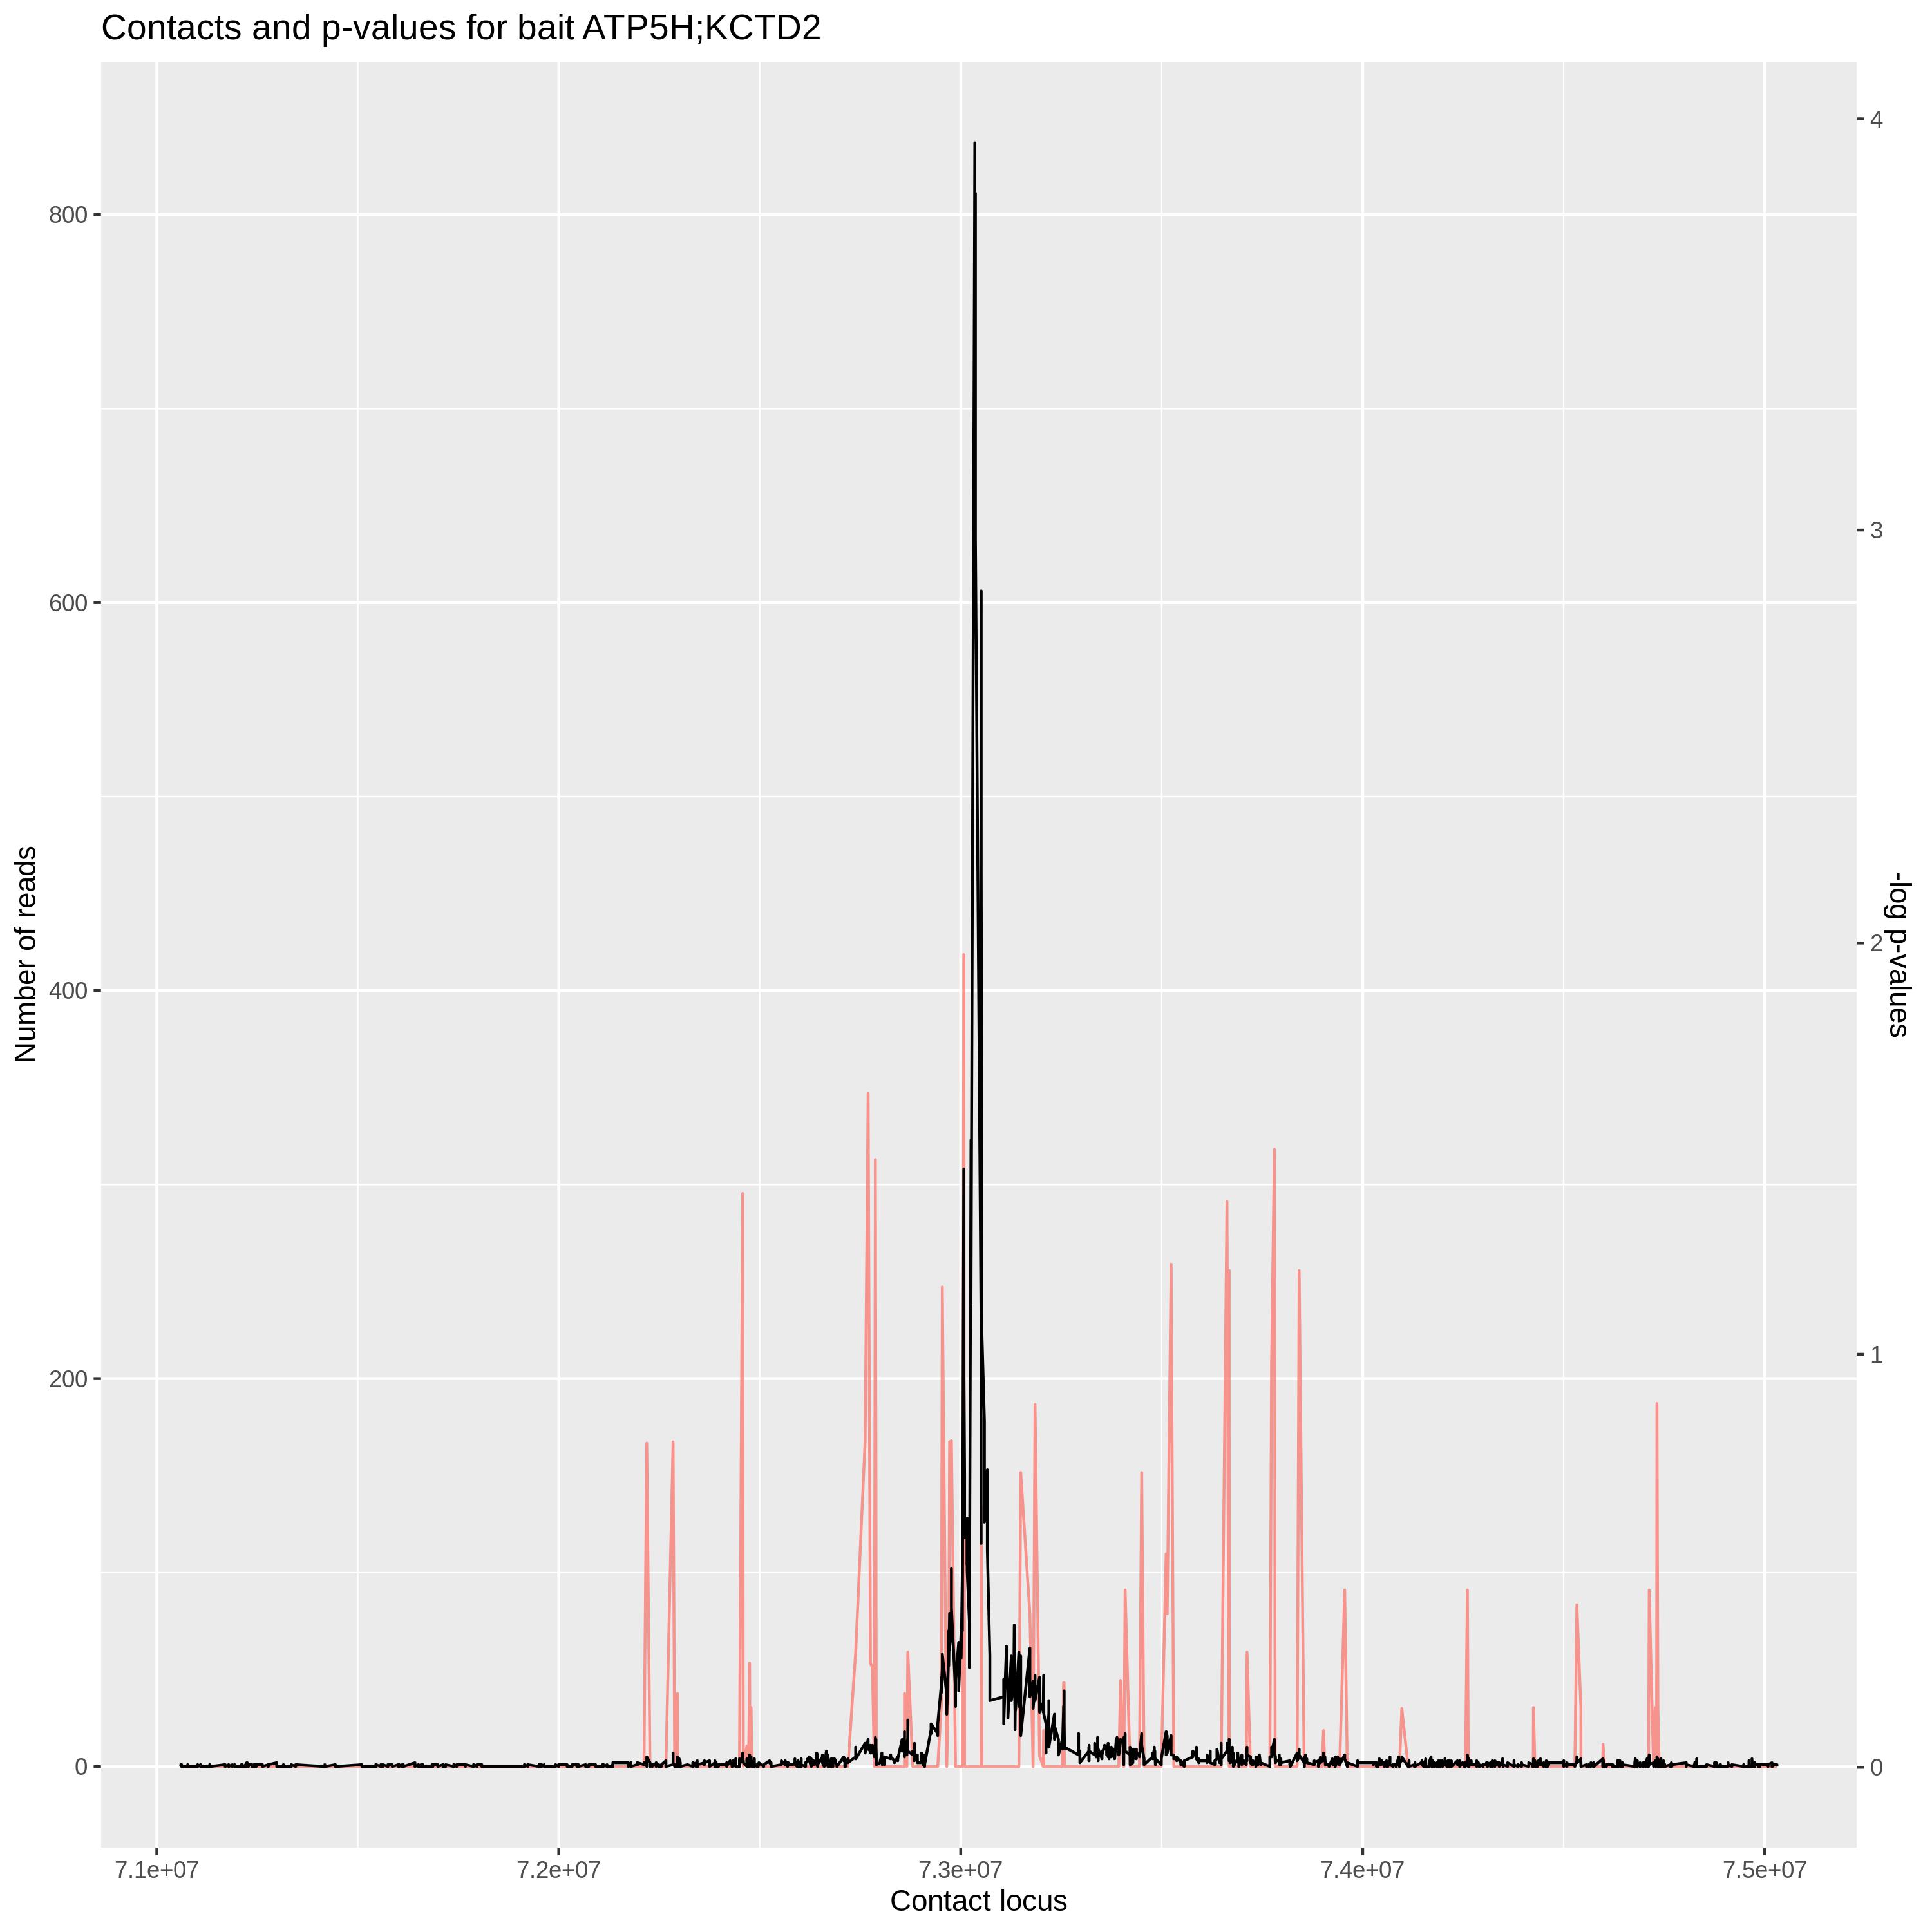 Contacts and p-values for bait ATP5H;KCTD2
Number of reads
800
600
400
200
0
4
3
2
1
0
-log p-values
7.1e+07
7.2e+07
7.3e+07
7.4e+07
7.5e+07
Contact locus